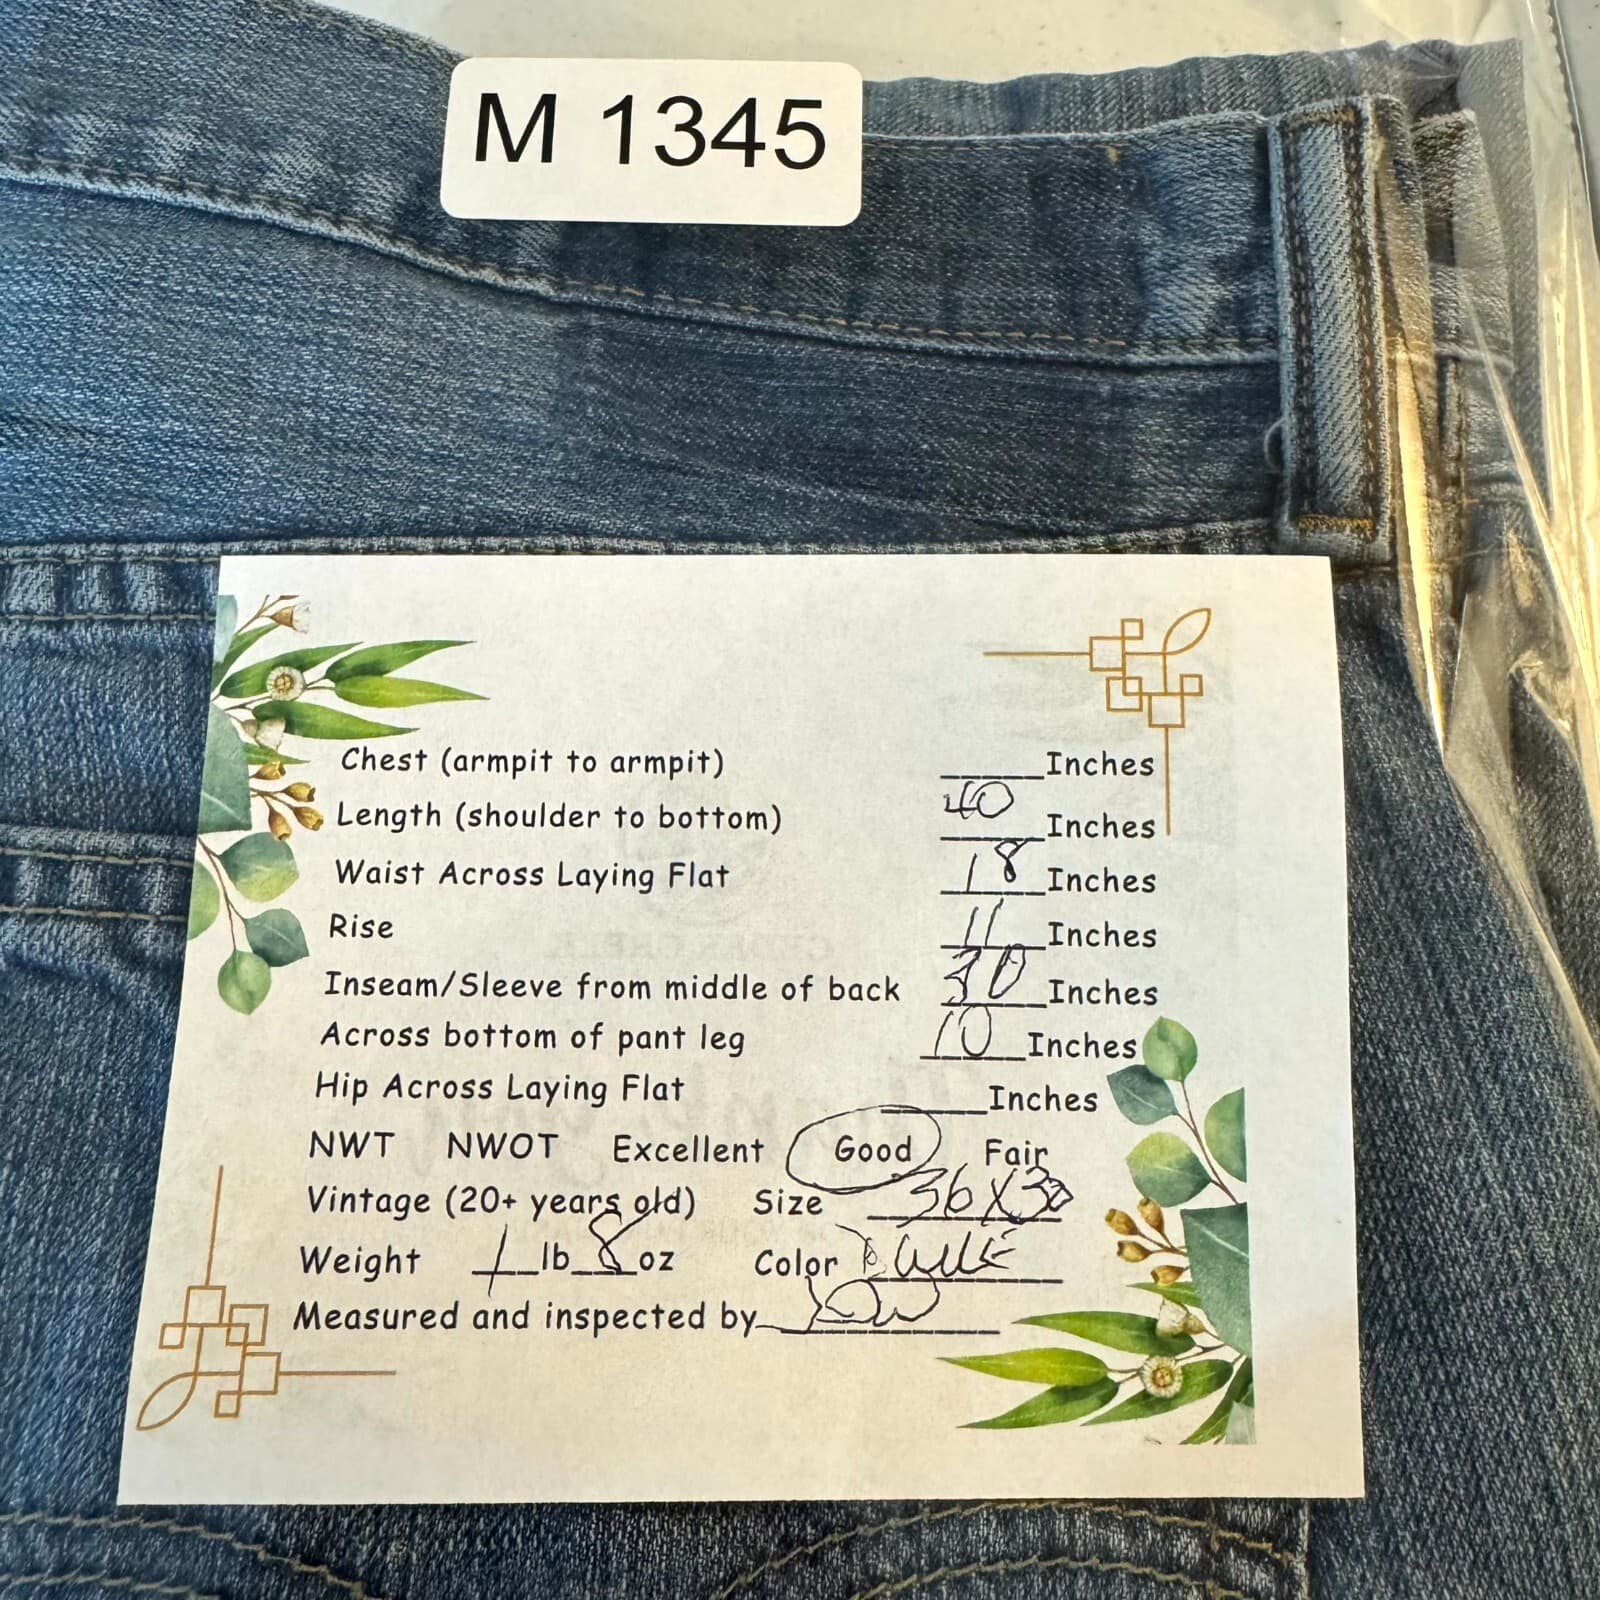 M 1345
Chest (armpit to armpit) _____Inches
Length (shoulder to bottom) 40 Inches
Waist Across Laying Flat 18 Inches
Rise 11 Inches
Inseam/Sleeve from middle of back 30 Inches
Across bottom of pant leg 10 Inches
Hip Across Laying Flat _____Inches
NWT NWOT Excellent Good Fair
Vintage (20+ years old) Size 36X30
Weight 1 lb 8 oz Color BLUE
Measured and inspected by